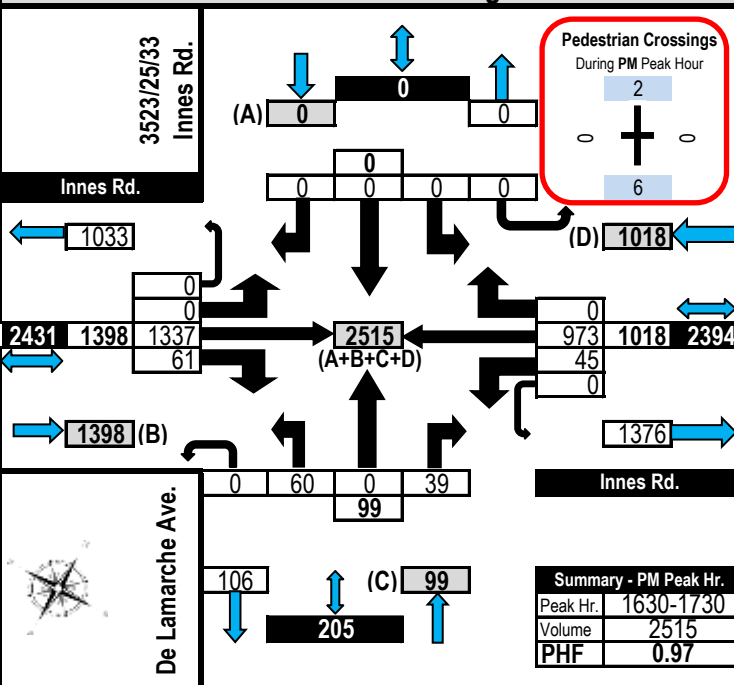 3523/25/33
Innes Rd.
Pedestrian Crossings
During PM Peak Hour
2
0 0
6
0
(A) 0 0
0
0 0 0 0
Innes Rd.
1033
(D) 1018
0
0
2431 1398 1337
61
2515
(A+B+C+D)
0
973 1018 2394
45
0
1398 (B)
1376
0 60 0 39
99
Innes Rd.
De Lamarche Ave.
106
(C) 99
205
Summary - PM Peak Hr.
Peak Hr. 1630-1730
Volume 2515
PHF 0.97